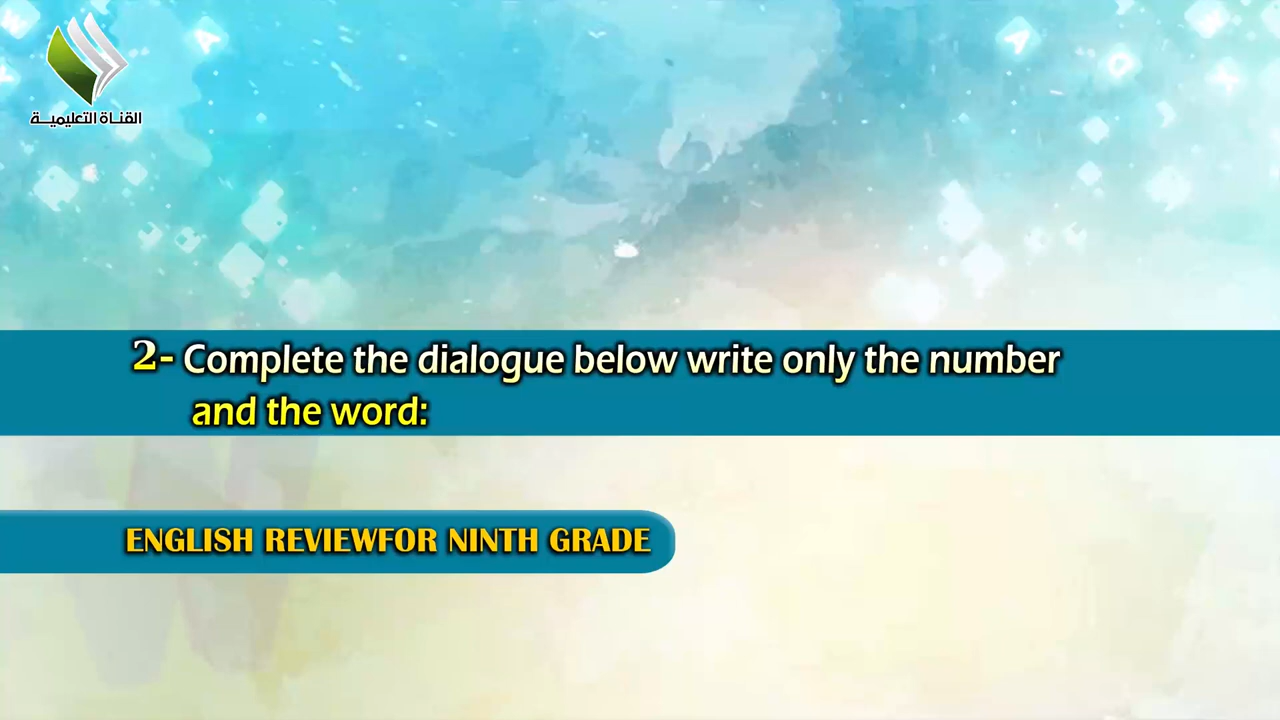 القناة التعليمية
2- Complete the dialogue below write only the number
and the word:
ENGLISH REVIEWFOR NINTH GRADE